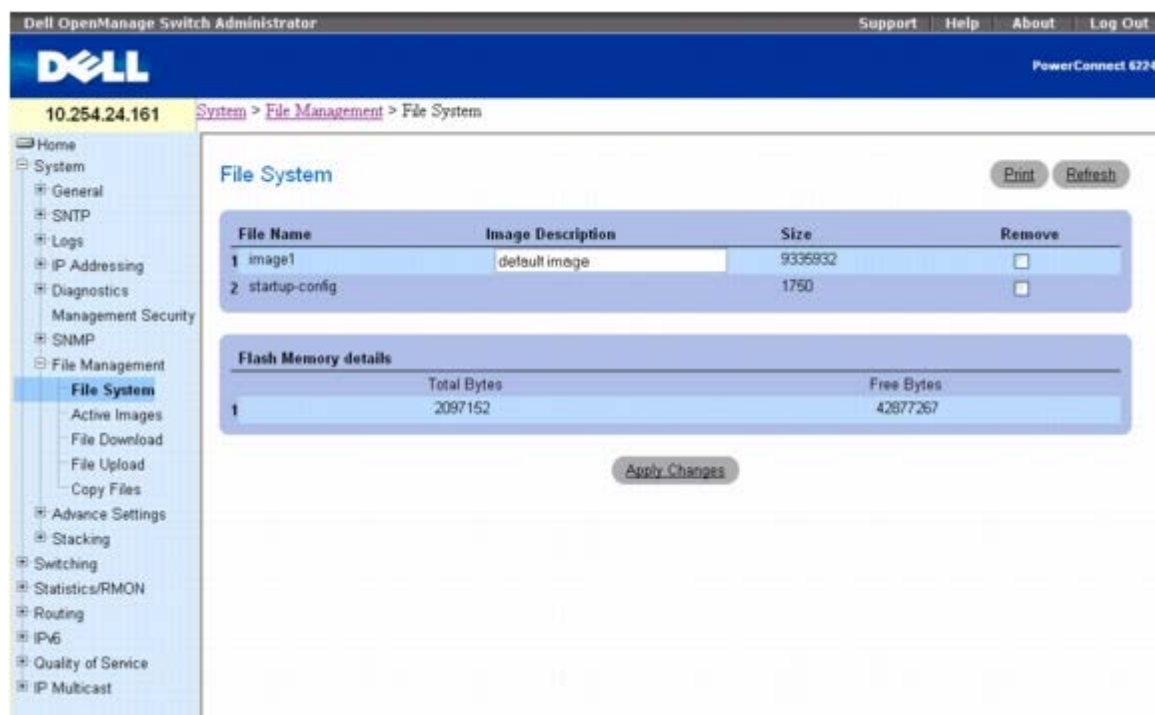 Dell OpenManage Switch Administrator Support Help About Log Out
DELL
PowerConnect 6224
10.254.24.161
System > File Management > File System
Home
System
General
SNTP
Logs
IP Addressing
Diagnostics
Management Security
SNMP
File Management
File System
Active Images
File Download
File Upload
Copy Files
Advance Settings
Stacking
Switching
Statistics/RMON
Routing
IPv6
Quality of Service
IP Multicast
File System
Print Refresh
File Name Image Description Size Remove
1 image1 default image 9335932
2 startup-config 1750
Flash Memory details
Total Bytes Free Bytes
1 2097152 42877267
Apply Changes